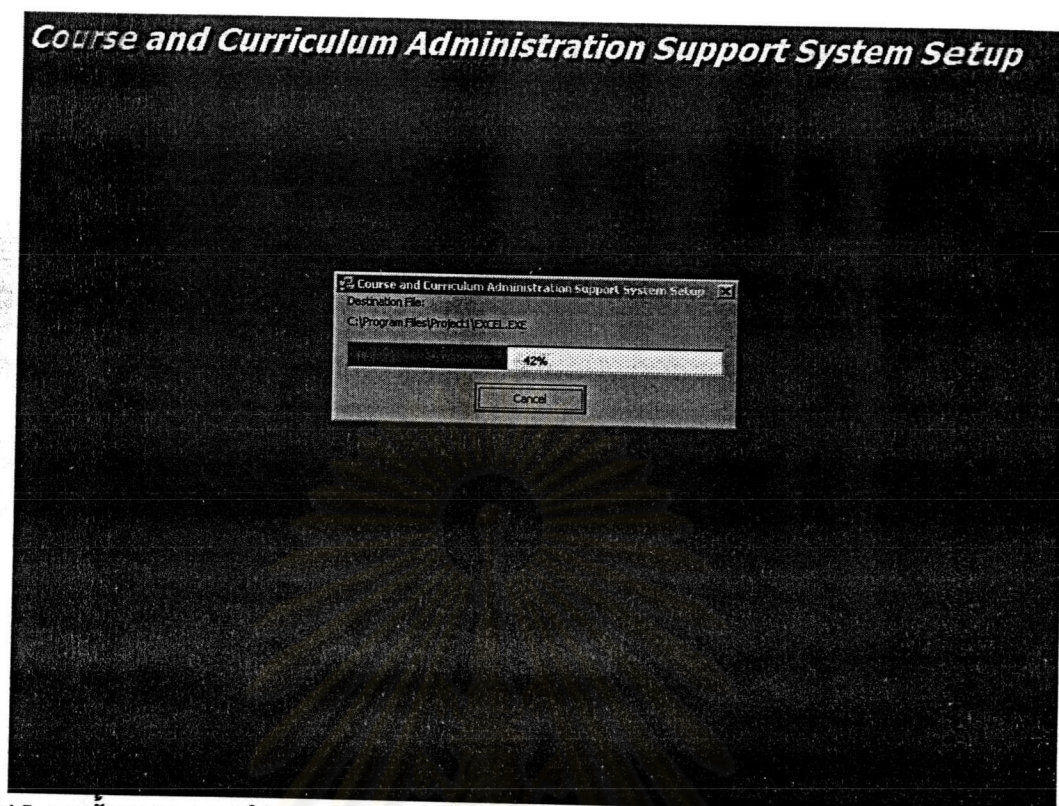 Course and Curriculum Administration Support System Setup
Course and Curriculum Administration Support System Setup
Destination File:
C:\Program Files\Project1\EXCEL.EXE
42%
Cancel